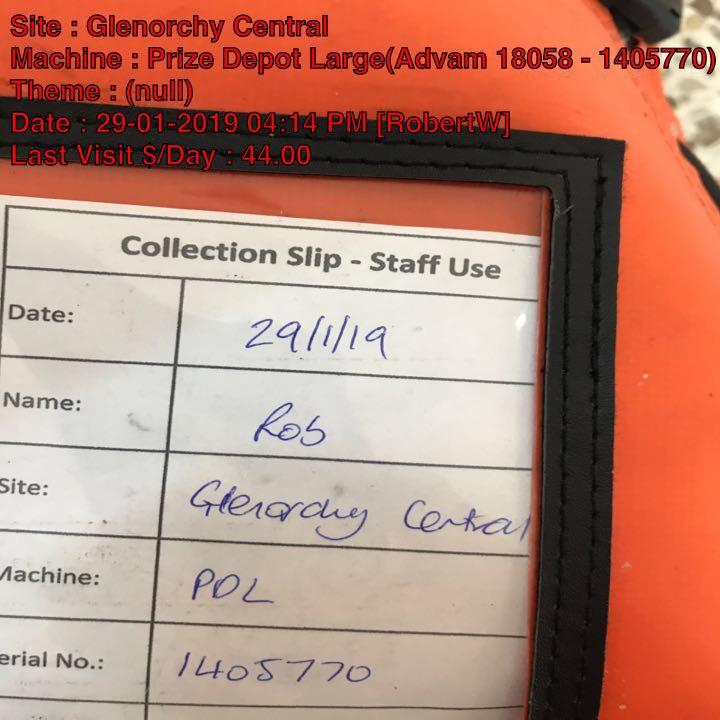 Site : Glenorchy Central
Machine : Prize Depot Large(Advam 18058 - 1405770)
Theme : (null)
Date : 29-01-2019 04:14 PM [RobertW]
Last Visit $/Day : 44.00
Collection Slip - Staff Use
Date: 29/1/19
Name: Rob
Site: Glenorchy Central
Machine: PDL
erial No.: 1405770